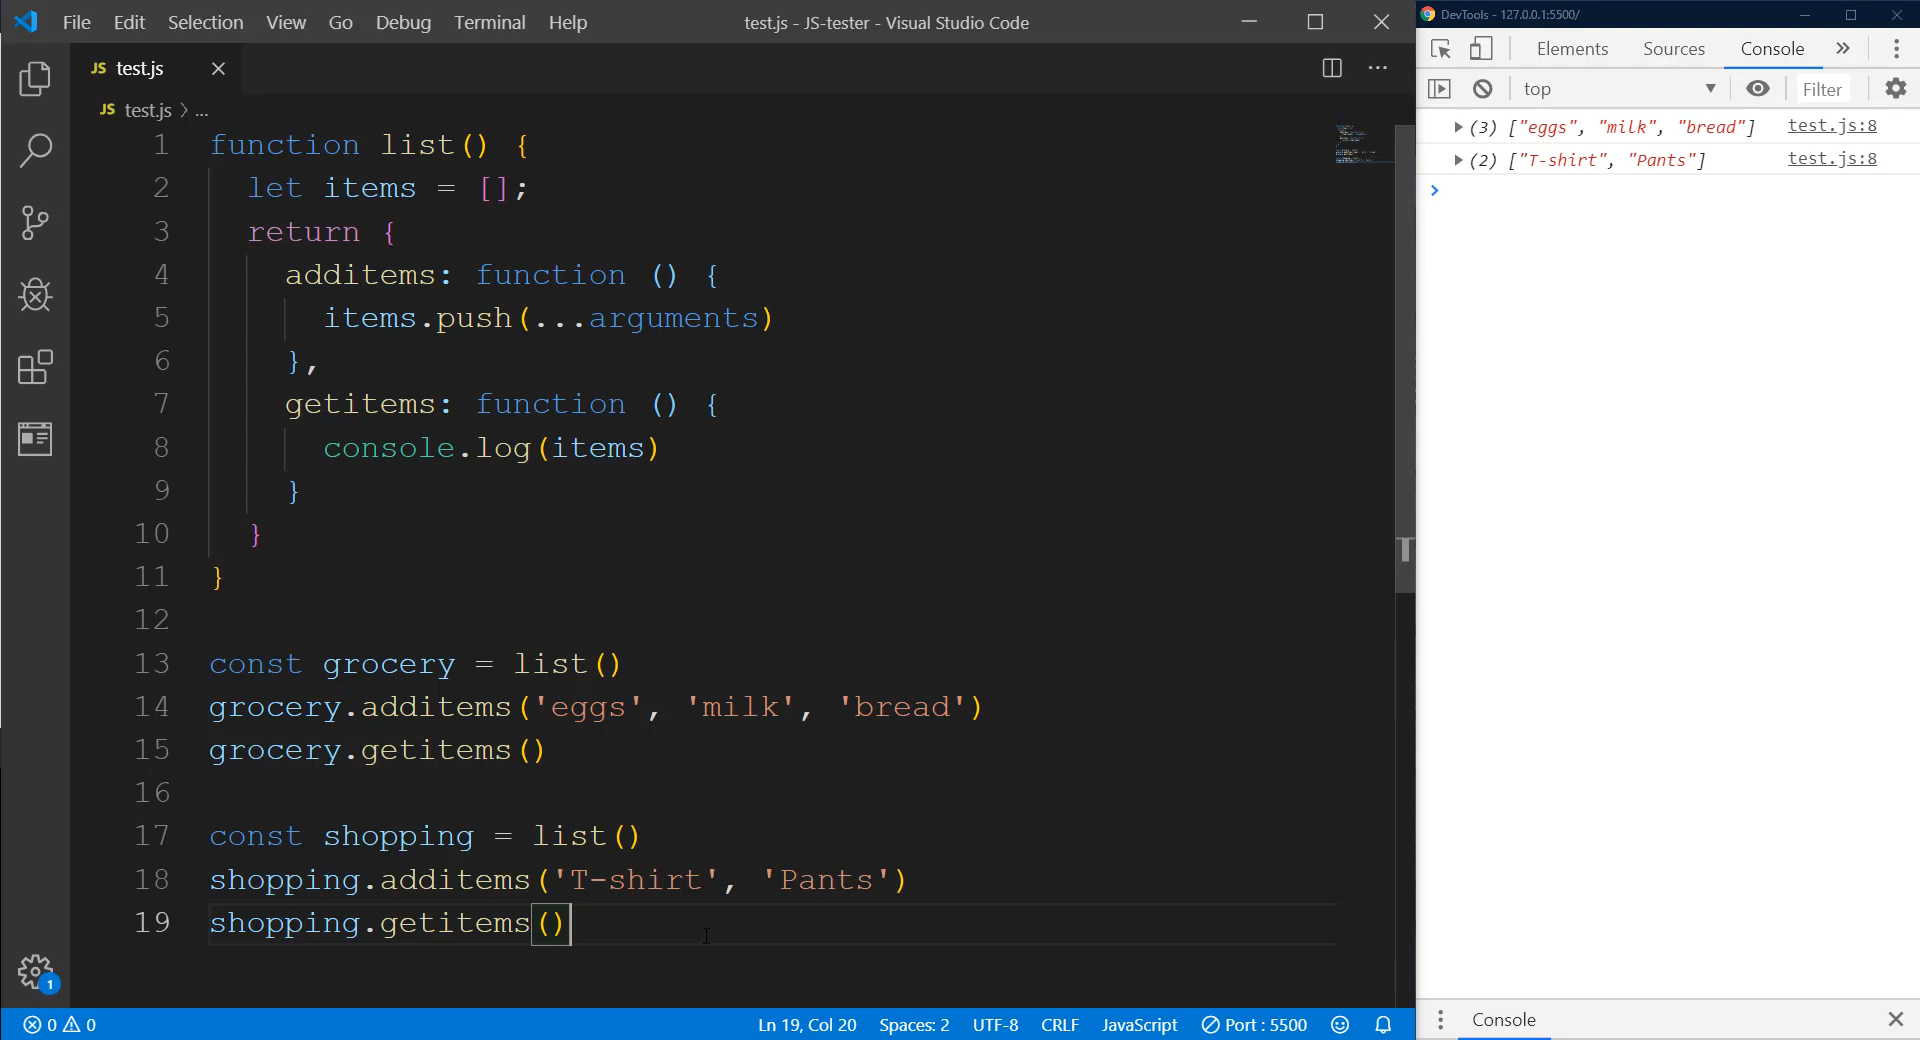 File Edit Selection View Go Debug Terminal Help test.js - JS-tester - Visual Studio Code
JS test.js
JS test.js > ...
1 function list() {
2 let items = [];
3 return {
4 additems: function () {
5 items.push(...arguments)
6 },
7 getitems: function () {
8 console.log(items)
9 }
10 }
11 }
12
13 const grocery = list()
14 grocery.additems('eggs', 'milk', 'bread')
15 grocery.getitems()
16
17 const shopping = list()
18 shopping.additems('T-shirt', 'Pants')
19 shopping.getitems()
1
0 0 Ln 19, Col 20 Spaces: 2 UTF-8 CRLF JavaScript Port : 5500
DevTools - 127.0.0.1:5500/
Elements Sources Console »
top Filter
(3) ["eggs", "milk", "bread"] test.js:8
(2) ["T-shirt", "Pants"] test.js:8
Console